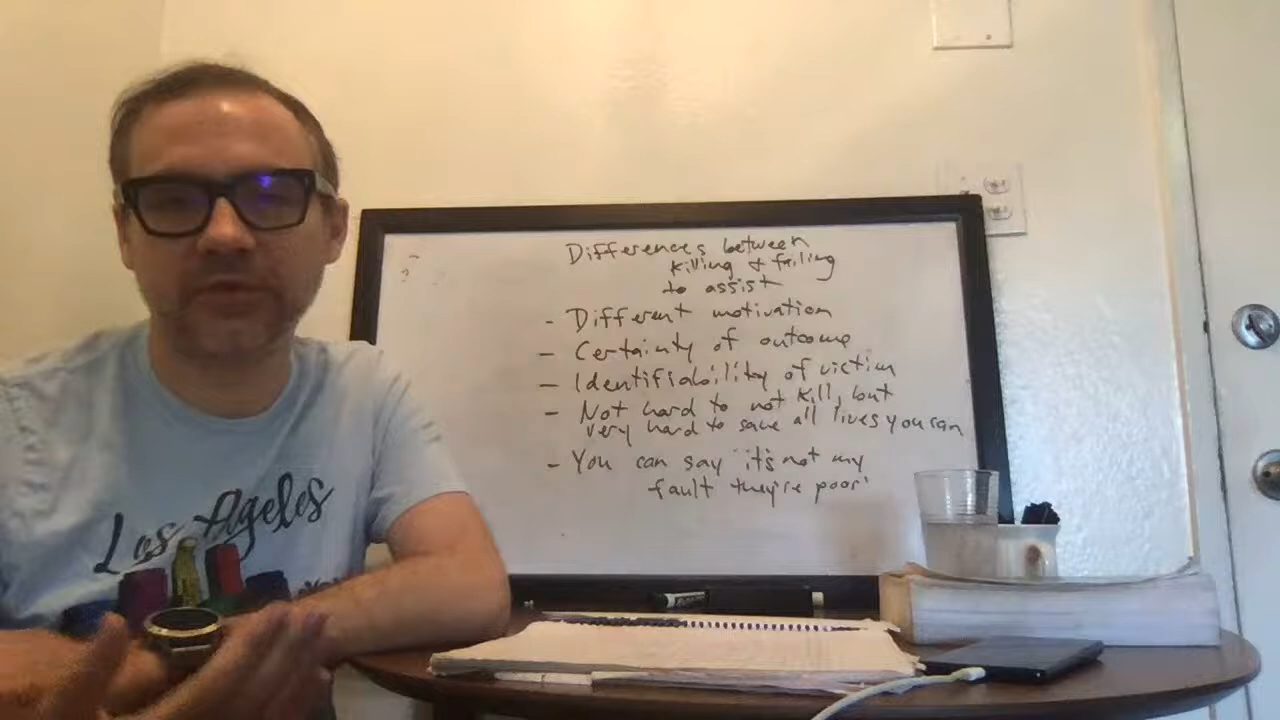 Differences between
killing & failing
to assist
- Different motivation
- Certainty of outcome
- Identifiability of victim
- Not hard to not kill, but
very hard to save all lives you can
- You can say "it's not my
fault they're poor"
Los Angeles